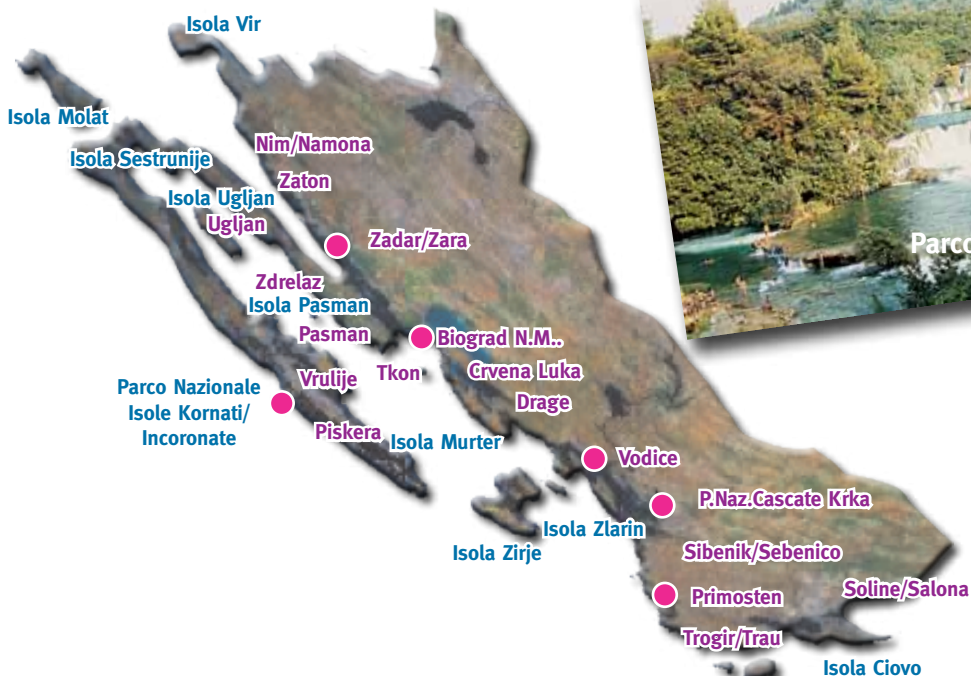 Isola Vir
Isola Molat
Nim/Namona
Isola Sestrunije
Zaton
Isola Ugljan
Ugljan
Zadar/Zara
Parco
Zdrelaz
Isola Pasman
Pasman
Biograd N.M..
Tkon
Crvena Luka
Vrulije
Parco Nazionale
Isole Kornati/
Incoronate
Drage
Piskera
Isola Murter
Vodice
P.Naz.Cascate Kŕka
Isola Zlarin
Isola Zirje
Sibenik/Sebenico
Soline/Salona
Primosten
Trogir/Trau
Isola Ciovo